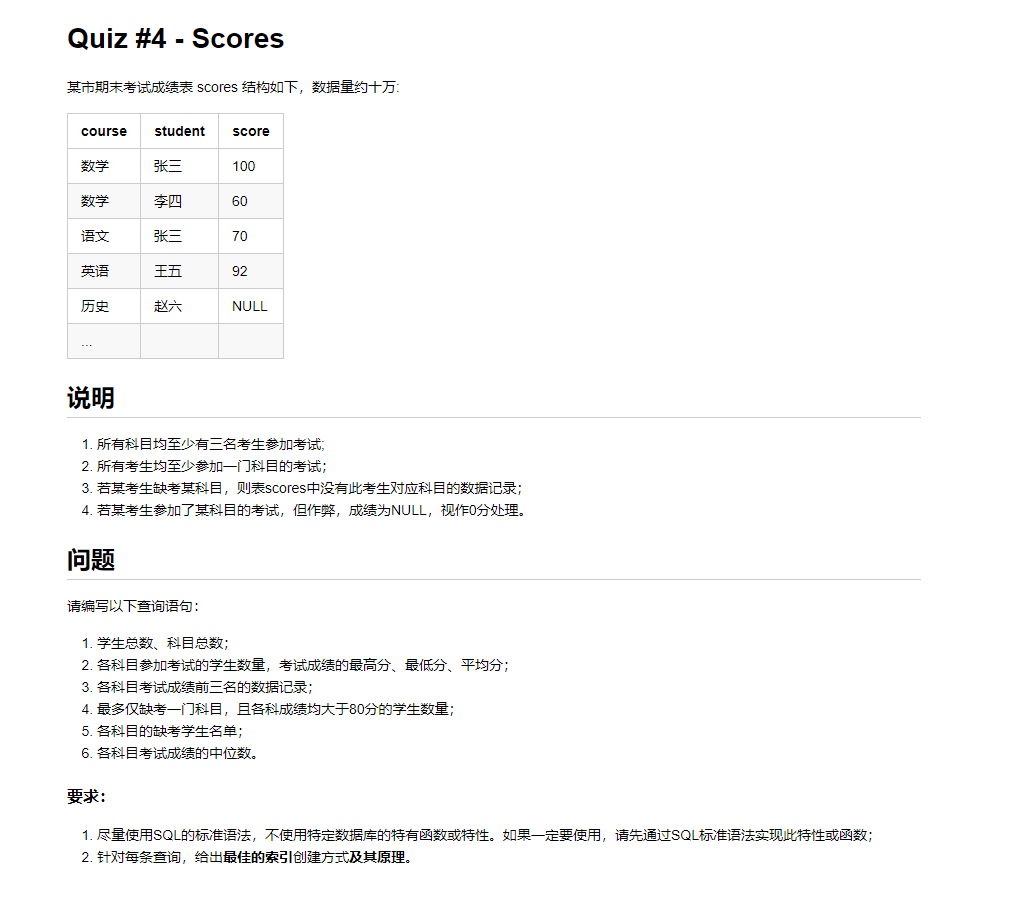 Quiz #4 - Scores
某市期末考试成绩表 scores 结构如下，数据量约十万:
course student score
数学 张三 100
数学 李四 60
语文 张三 70
英语 王五 92
历史 赵六 NULL
...
说明
1. 所有科目均至少有三名考生参加考试;
2. 所有考生均至少参加一门科目的考试；
3. 若某考生缺考某科目，则表scores中没有此考生对应科目的数据记录；
4. 若某考生参加了某科目的考试，但作弊，成绩为NULL，视作0分处理。
问题
请编写以下查询语句：
1. 学生总数、科目总数；
2. 各科目参加考试的学生数量，考试成绩的最高分、最低分、平均分；
3. 各科目考试成绩前三名的数据记录；
4. 最多仅缺考一门科目，且各科成绩均大于80分的学生数量；
5. 各科目的缺考学生名单；
6. 各科目考试成绩的中位数。
要求：
1. 尽量使用SQL的标准语法，不使用特定数据库的特有函数或特性。如果一定要使用，请先通过SQL标准语法实现此特性或函数；
2. 针对每条查询，给出最佳的索引创建方式及其原理。